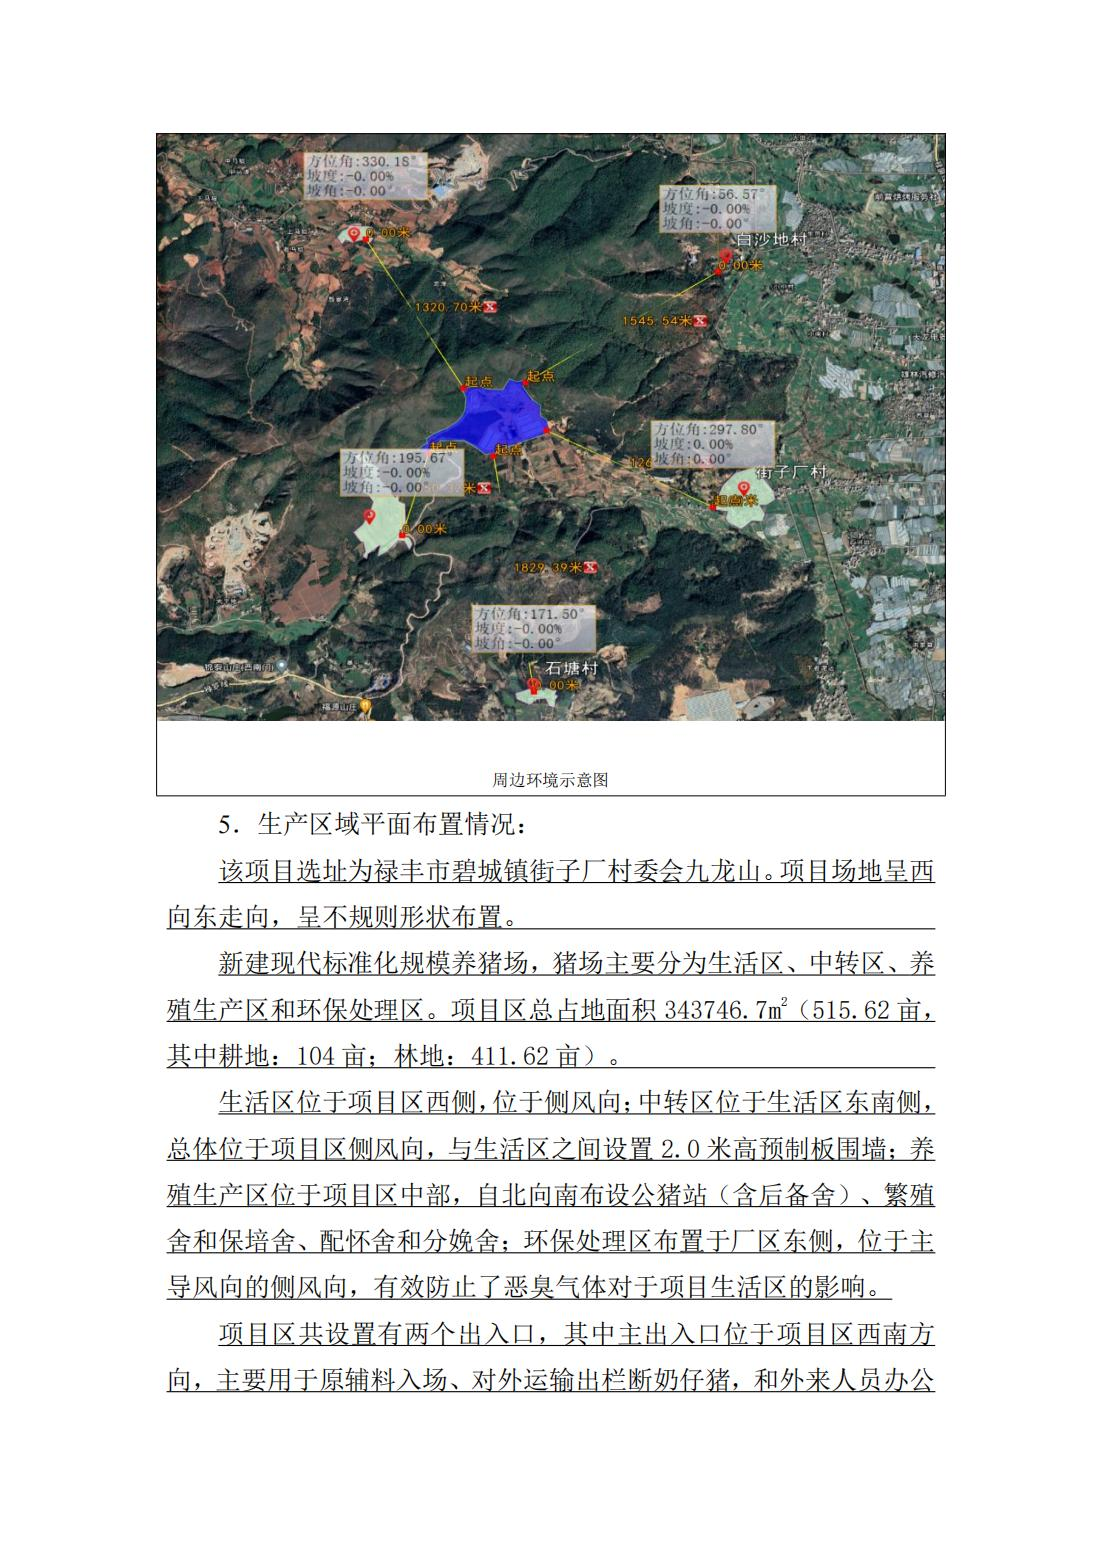 方位角:330.18°
坡度:-0.00%
坡角:-0.00°
方位角:56.57°
坡度:-0.00%
坡角:-0.00°
白沙地村
0.00米
0.00米
1320.70米
1545.54米
起点
起点
方位角:297.80°
坡度:0.00%
坡角:0.00°
起点
起点
方位角:195.67°
坡度:-0.00%
坡角:-0.00°
126
街子厂村
米
0.00米
1829.39米
方位角:171.50°
坡度:-0.00%
坡角:-0.00°
石塘村
00米
福源山庄
周边环境示意图
5．生产区域平面布置情况：
该项目选址为禄丰市碧城镇街子厂村委会九龙山。项目场地呈西
向东走向，呈不规则形状布置。
新建现代标准化规模养猪场，猪场主要分为生活区、中转区、养
殖生产区和环保处理区。项目区总占地面积 343746.7m²（515.62 亩，
其中耕地：104 亩；林地：411.62 亩）。
生活区位于项目区西侧，位于侧风向；中转区位于生活区东南侧，
总体位于项目区侧风向，与生活区之间设置 2.0 米高预制板围墙；养
殖生产区位于项目区中部，自北向南布设公猪站（含后备舍）、繁殖
舍和保培舍、配怀舍和分娩舍；环保处理区布置于厂区东侧，位于主
导风向的侧风向，有效防止了恶臭气体对于项目生活区的影响。
项目区共设置有两个出入口，其中主出入口位于项目区西南方
向，主要用于原辅料入场、对外运输出栏断奶仔猪，和外来人员办公